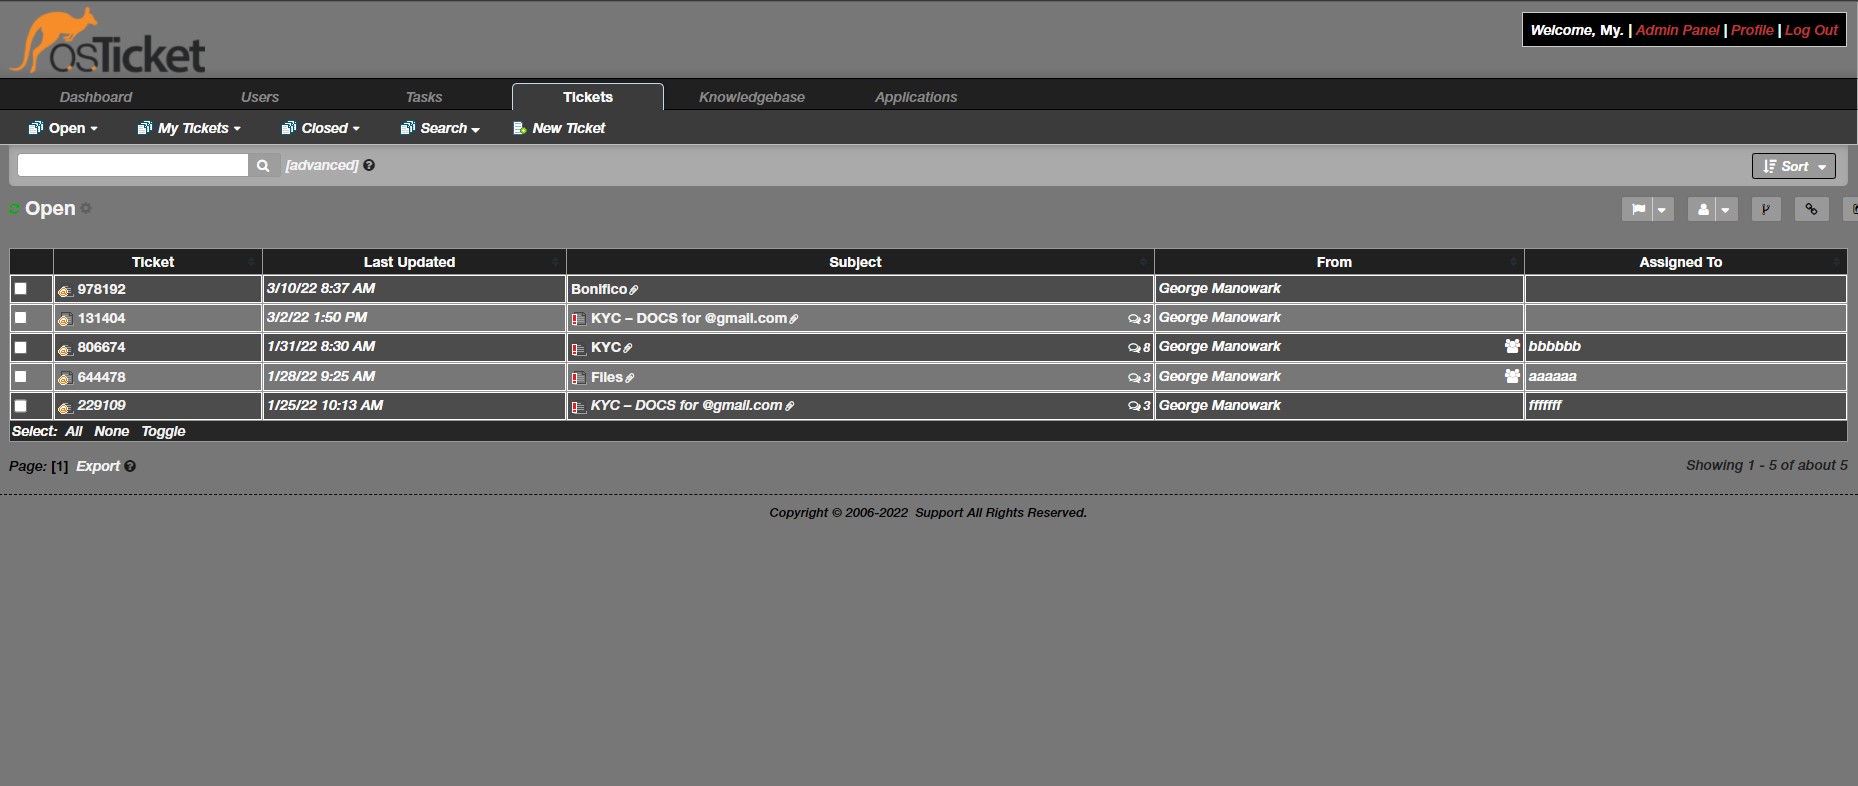 osTicket
Welcome, My. | Admin Panel | Profile | Log Out
Dashboard Users Tasks Tickets Knowledgebase Applications
Open My Tickets Closed Search New Ticket
[advanced] Sort
Open
Ticket Last Updated Subject From Assigned To
978192 3/10/22 8:37 AM Bonifico George Manowark
131404 3/2/22 1:50 PM KYC – DOCS for @gmail.com 3 George Manowark
806674 1/31/22 8:30 AM KYC 8 George Manowark bbbbbb
644478 1/28/22 9:25 AM Files 3 George Manowark aaaaaa
229109 1/25/22 10:13 AM KYC – DOCS for @gmail.com 3 George Manowark fffffff
Select: All None Toggle
Page: [1] Export Showing 1 - 5 of about 5
Copyright © 2006-2022 Support All Rights Reserved.